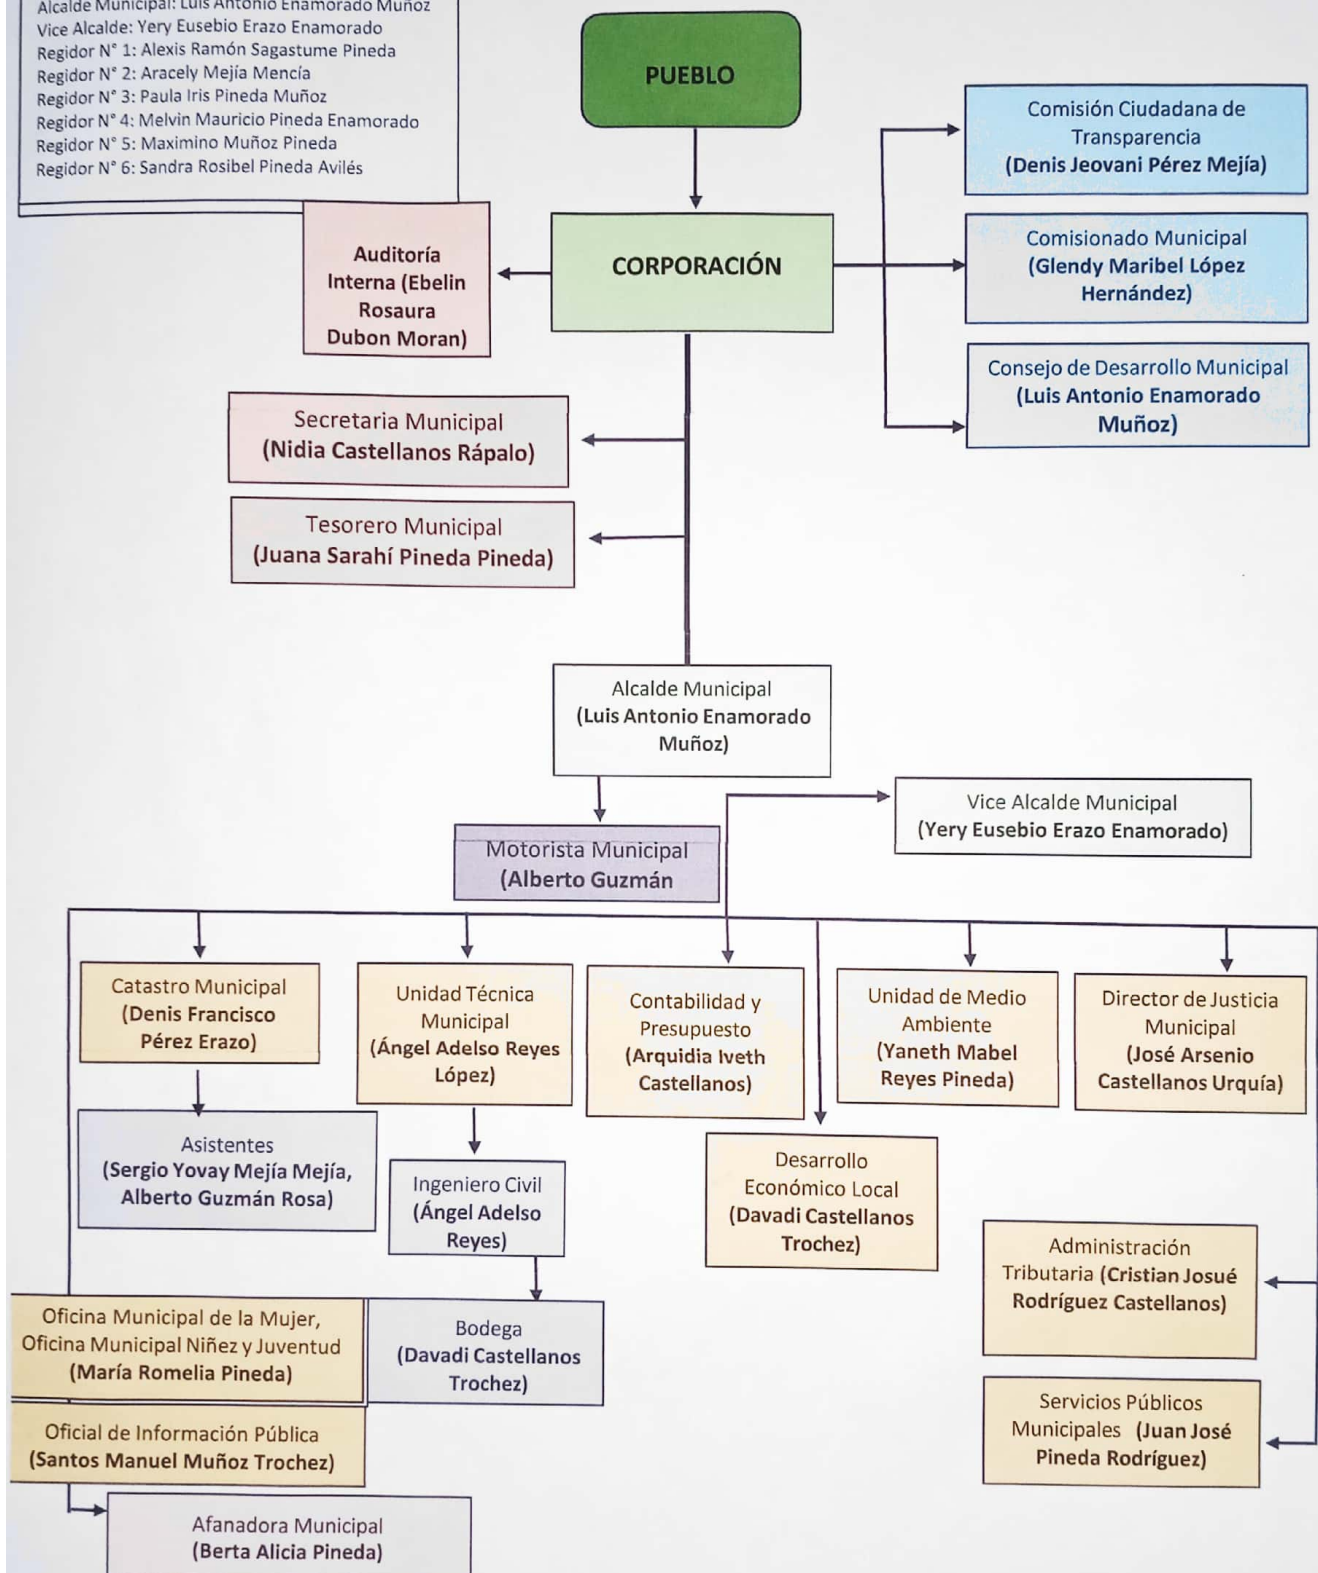 Alcalde Municipal: Luis Antonio Enamorado Muñoz
Vice Alcalde: Yery Eusebio Erazo Enamorado
Regidor N° 1: Alexis Ramón Sagastume Pineda
Regidor N° 2: Aracely Mejía Mencía
Regidor N° 3: Paula Iris Pineda Muñoz
Regidor N° 4: Melvin Mauricio Pineda Enamorado
Regidor N° 5: Maximino Muñoz Pineda
Regidor N° 6: Sandra Rosibel Pineda Avilés
PUEBLO
Comisión Ciudadana de
Transparencia
(Denis Jeovani Pérez Mejía)
Auditoría
Interna (Ebelin
Rosaura
Dubon Moran)
CORPORACIÓN
Comisionado Municipal
(Glendy Maribel López
Hernández)
Consejo de Desarrollo Municipal
(Luis Antonio Enamorado
Muñoz)
Secretaria Municipal
(Nidia Castellanos Rápalo)
Tesorero Municipal
(Juana Sarahí Pineda Pineda)
Alcalde Municipal
(Luis Antonio Enamorado
Muñoz)
Vice Alcalde Municipal
(Yery Eusebio Erazo Enamorado)
Motorista Municipal
(Alberto Guzmán
Catastro Municipal
(Denis Francisco
Pérez Erazo)
Unidad Técnica
Municipal
(Ángel Adelso Reyes
López)
Contabilidad y
Presupuesto
(Arquidia Iveth
Castellanos)
Unidad de Medio
Ambiente
(Yaneth Mabel
Reyes Pineda)
Director de Justicia
Municipal
(José Arsenio
Castellanos Urquía)
Asistentes
(Sergio Yovay Mejía Mejía,
Alberto Guzmán Rosa)
Ingeniero Civil
(Ángel Adelso
Reyes)
Desarrollo
Económico Local
(Davadi Castellanos
Trochez)
Administración
Tributaria (Cristian Josué
Rodríguez Castellanos)
Oficina Municipal de la Mujer,
Oficina Municipal Niñez y Juventud
(María Romelia Pineda)
Bodega
(Davadi Castellanos
Trochez)
Servicios Públicos
Municipales (Juan José
Pineda Rodríguez)
Oficial de Información Pública
(Santos Manuel Muñoz Trochez)
Afanadora Municipal
(Berta Alicia Pineda)